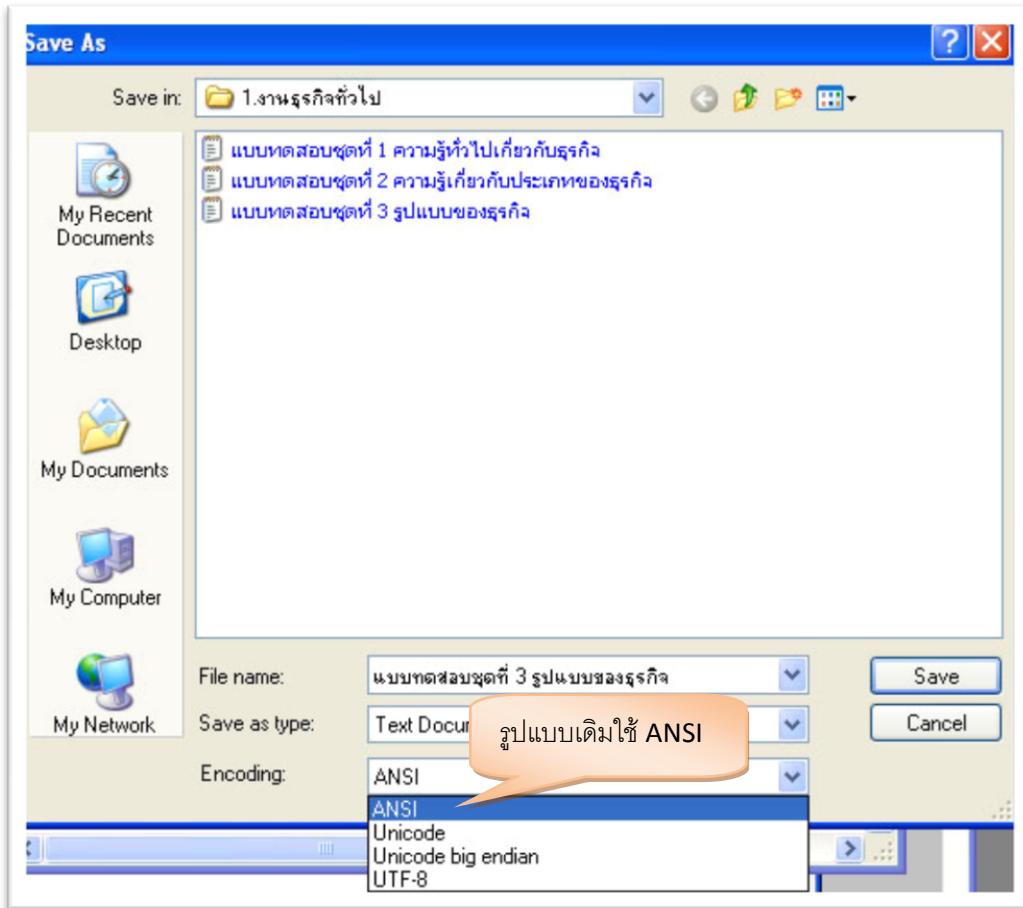 Save As
Save in:
1.งานธุรกิจทั่วไป
แบบทดสอบชุดที่ 1 ความรู้ทั่วไปเกี่ยวกับธุรกิจ
แบบทดสอบชุดที่ 2 ความรู้เกี่ยวกับประเภทของธุรกิจ
แบบทดสอบชุดที่ 3 รูปแบบของธุรกิจ
My Recent
Documents
Desktop
My Documents
My Computer
My Network
File name:
แบบทดสอบชุดที่ 3 รูปแบบของธุรกิจ
Save
Save as type:
Text Docu
รูปแบบเดิมใช้ ANSI
Cancel
Encoding:
ANSI
ANSI
Unicode
Unicode big endian
UTF-8